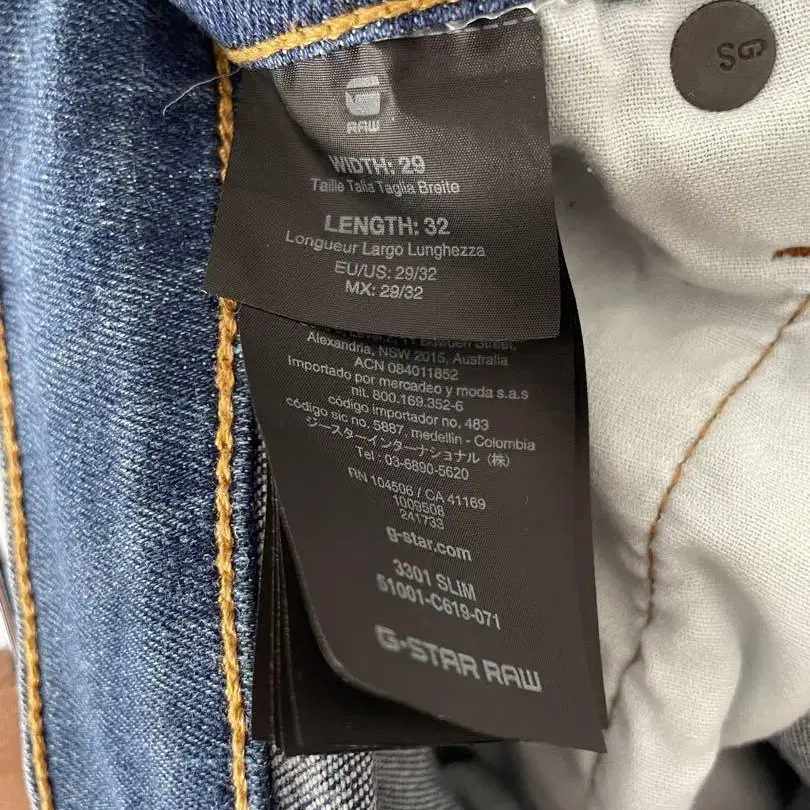 RAW
WIDTH: 29
Taille Talla Taglia Breite
LENGTH: 32
Longueur Largo Lunghezza
EU/US: 29/32
MX: 29/32
Bowden Street,
Alexandria, NSW 2015, Australia
ACN 084011852
Importado por mercadeo y moda s.a.s
nit. 800.169.352-6
código importador no. 483
código sic no. 5887, medellin - Colombia
ジースターインターナショナル (株)
Tel : 03-6890-5620
RN 104506 / CA 41169
1009508
241733
g-star.com
3301 SLIM
51001-C619-071
G-STAR RAW
GS